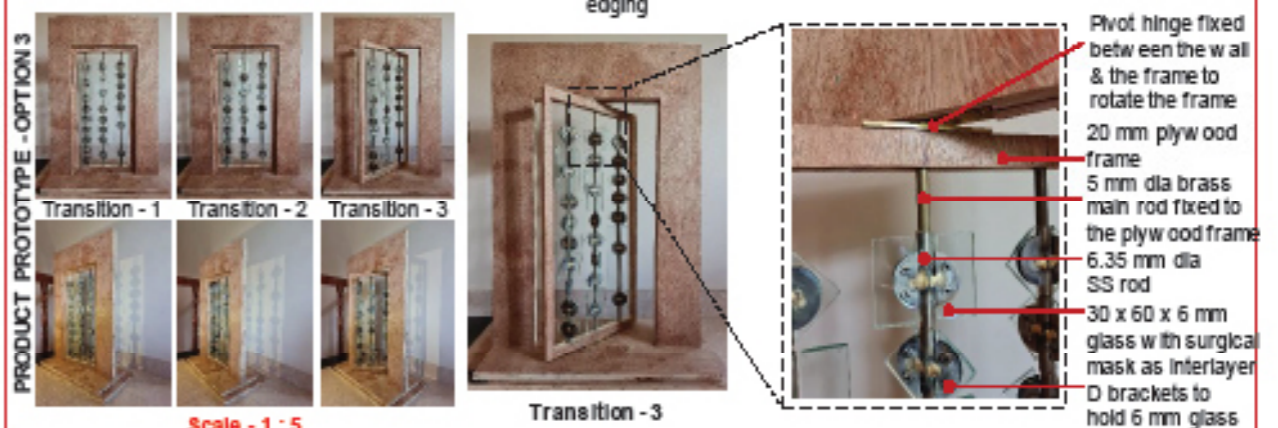 edging
PRODUCT PROTOTYPE - OPTION 3
Transition - 1
Transition - 2
Transition - 3
Scale - 1 : 5
Transition - 3
Pivot hinge fixed
between the wall
& the frame to
rotate the frame
20 mm plywood
frame
5 mm dia brass
main rod fixed to
the plywood frame
6.35 mm dia
SS rod
30 x 60 x 6 mm
glass with surgical
mask as interlayer
D brackets to
hold 6 mm glass